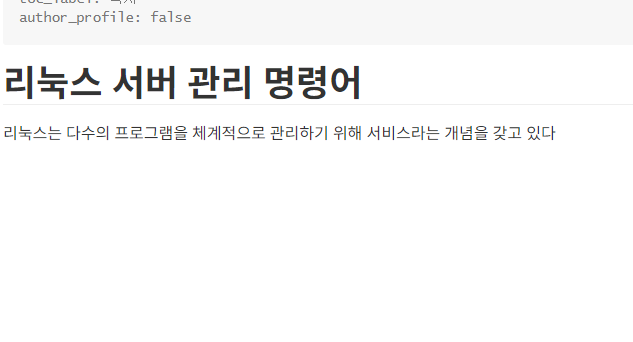 author_profile: false
리눅스 서버 관리 명령어
리눅스는 다수의 프로그램을 체계적으로 관리하기 위해 서비스라는 개념을 갖고 있다